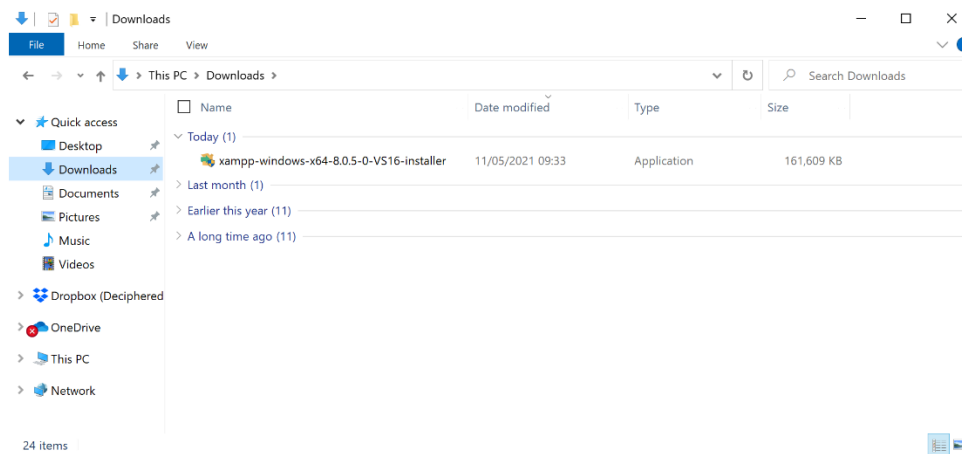 Downloads
File Home Share View
This PC > Downloads >
Search Downloads
Name Date modified Type Size
Quick access
Desktop
Downloads
Documents
Pictures
Music
Videos
Dropbox (Deciphered
OneDrive
This PC
Network
Today (1)
xampp-windows-x64-8.0.5-0-VS16-installer 11/05/2021 09:33 Application 161,609 KB
Last month (1)
Earlier this year (11)
A long time ago (11)
24 items